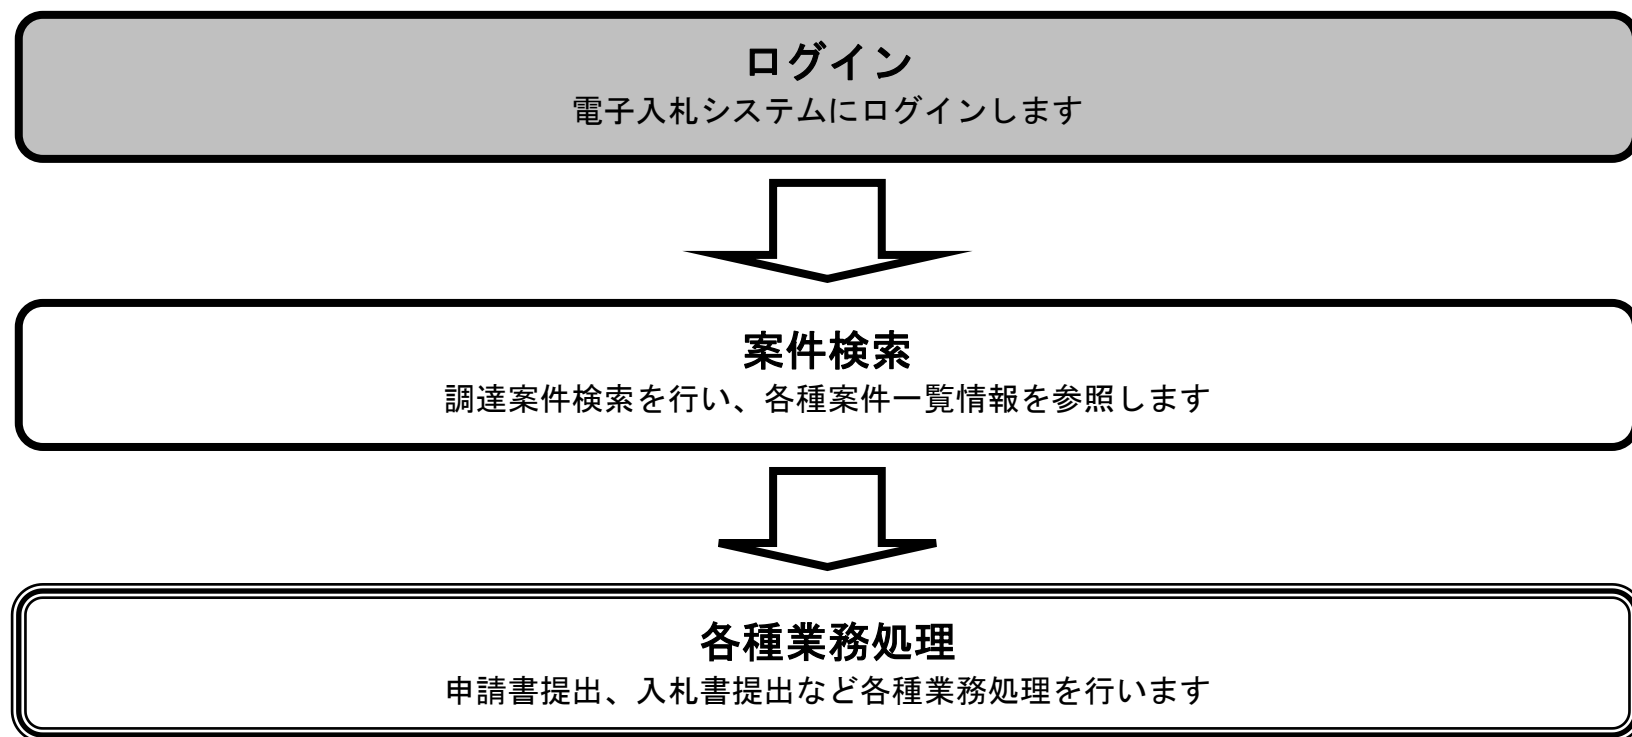 ログイン
電子入札システムにログインします
案件検索
調達案件検索を行い、各種案件一覧情報を参照します
各種業務処理
申請書提出、入札書提出など各種業務処理を行います